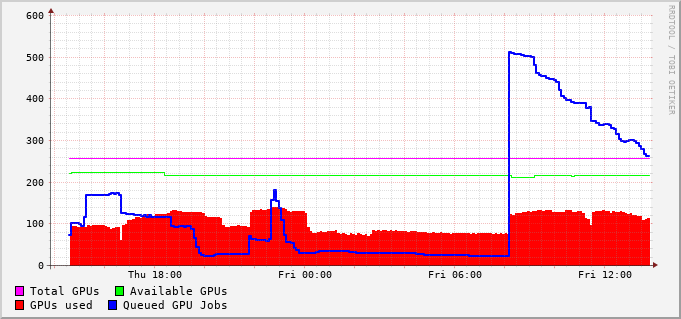 600
500
400
300
200
100
0
Thu 18:00 Fri 00:00 Fri 06:00 Fri 12:00
Total GPUs Available GPUs
GPUs used Queued GPU Jobs
RRDTOOL / TOBI OETIKER